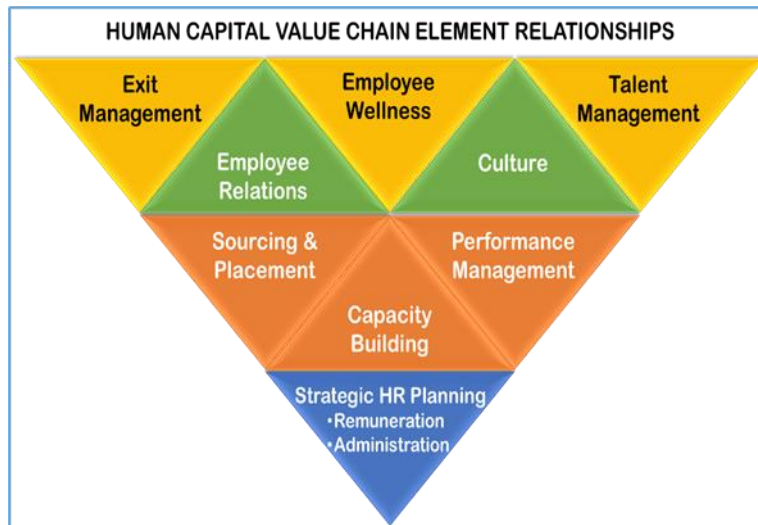 HUMAN CAPITAL VALUE CHAIN ELEMENT RELATIONSHIPS
Exit
Management
Employee
Wellness
Talent
Management
Employee
Relations
Culture
Sourcing &
Placement
Performance
Management
Capacity
Building
Strategic HR Planning
•Remuneration
•Administration